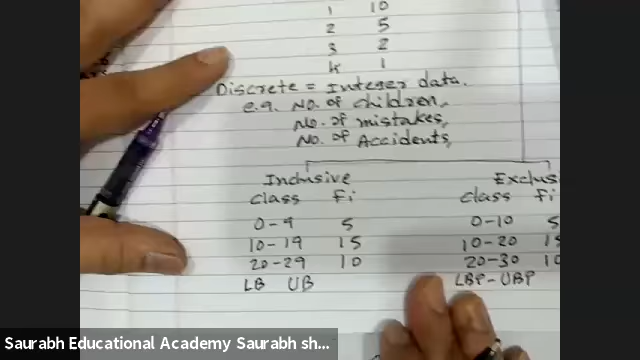 1 10
2 5
3 2
4 1
Discrete = Integer data.
e.g. No. of children,
No. of mistakes,
No. of Accidents,
Inclusive
class fi
0-9 5
10-19 15
20-29 10
LB UB
Exclus
class fi
0-10 5
10-20 15
20-30 10
LBP-UBP
Saurabh Educational Academy Saurabh sh...